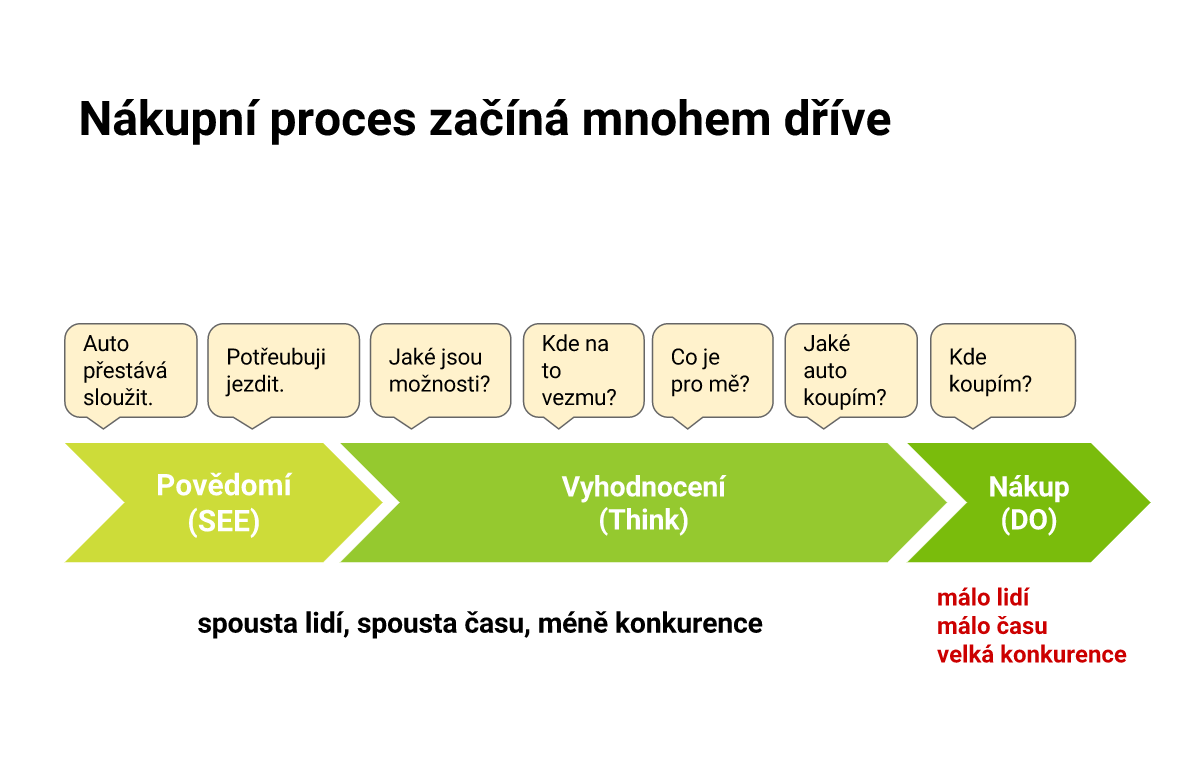 Nákupní proces začíná mnohem dříve
Auto
přestává
sloužit.
Potřeubuji
jezdit.
Jaké jsou
možnosti?
Kde na
to
vezmu?
Co je
pro mě?
Jaké
auto
koupím?
Kde
koupím?
Povědomí
(SEE)
Vyhodnocení
(Think)
Nákup
(DO)
spousta lidí, spousta času, méně konkurence
málo lidí
málo času
velká konkurence